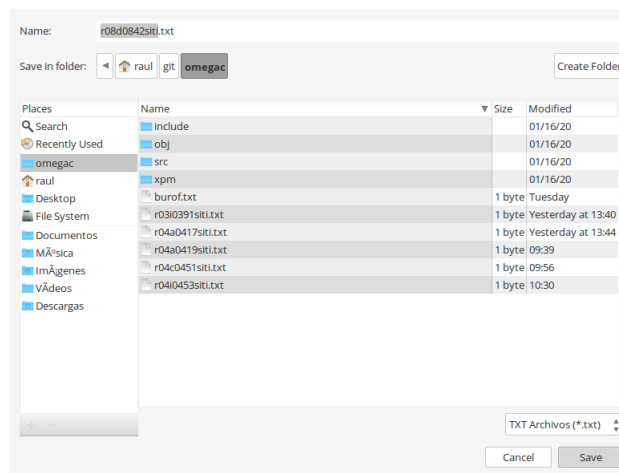 Name: r08d0842siti.txt
Save in folder: raul git omegac Create Folder
Places Name Size Modified
Search include 01/16/20
Recently Used obj 01/16/20
omegac src 01/16/20
raul xpm 01/16/20
Desktop burof.txt 1 byte Tuesday
File System r03i0391siti.txt 1 byte Yesterday at 13:40
Documentos r04a0417siti.txt 1 byte Yesterday at 13:44
MÃºsica r04a0419siti.txt 1 byte 09:39
ImÃ¡genes r04c0451siti.txt 1 byte 09:56
VÃ­deos r04i0453siti.txt 1 byte 10:30
Descargas
TXT Archivos (*.txt)
Cancel Save